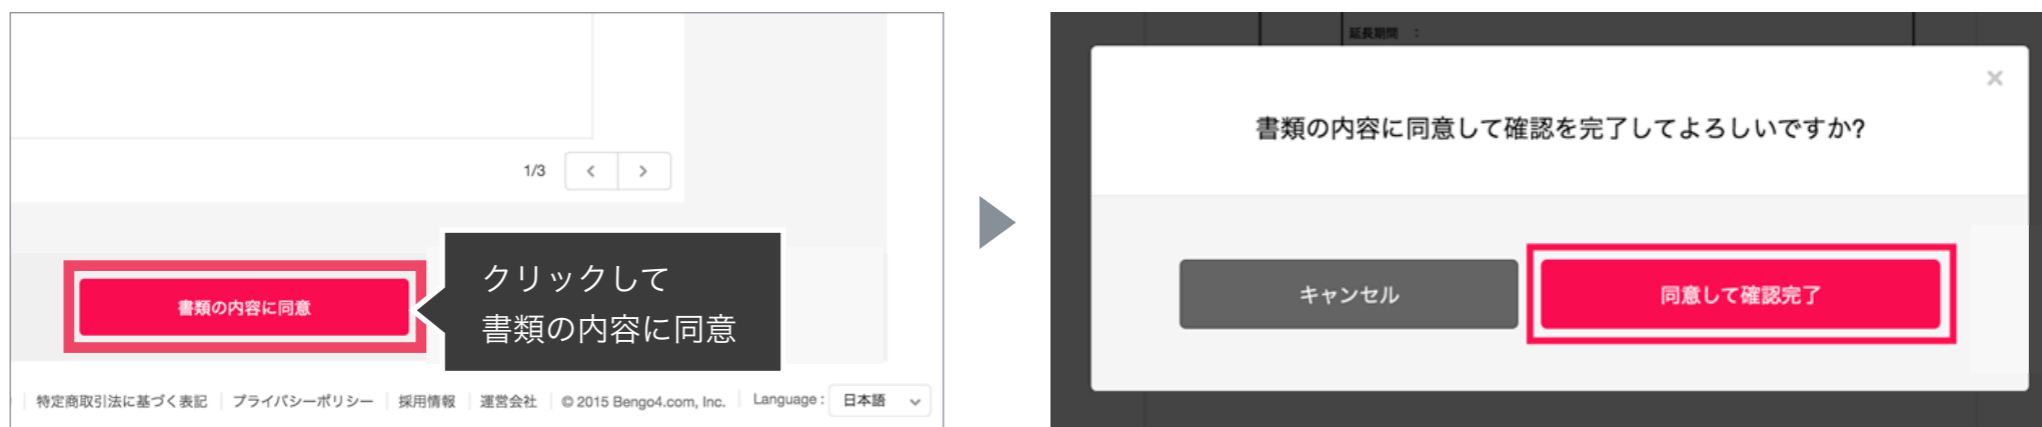 1/3
書類の内容に同意
クリックして
書類の内容に同意
特定商取引法に基づく表記 プライバシーポリシー 採用情報 運営会社 © 2015 Bengo4.com, Inc. Language : 日本語
延長期間 :
書類の内容に同意して確認を完了してよろしいですか?
キャンセル
同意して確認完了